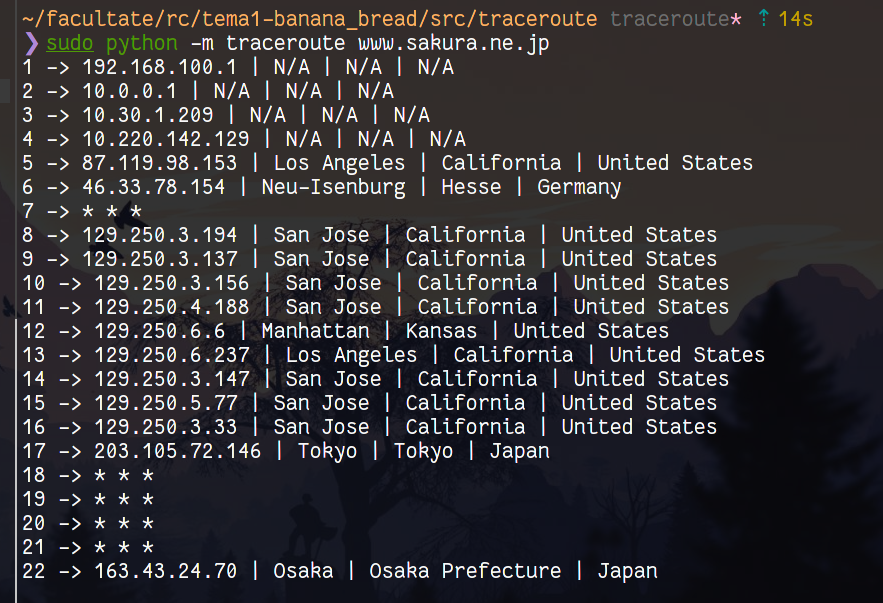 ~/facultate/rc/tema1-banana_bread/src/traceroute traceroute* ⇡ 14s
❯ sudo python -m traceroute www.sakura.ne.jp
1 -> 192.168.100.1 | N/A | N/A | N/A
2 -> 10.0.0.1 | N/A | N/A | N/A
3 -> 10.30.1.209 | N/A | N/A | N/A
4 -> 10.220.142.129 | N/A | N/A | N/A
5 -> 87.119.98.153 | Los Angeles | California | United States
6 -> 46.33.78.154 | Neu-Isenburg | Hesse | Germany
7 -> * * *
8 -> 129.250.3.194 | San Jose | California | United States
9 -> 129.250.3.137 | San Jose | California | United States
10 -> 129.250.3.156 | San Jose | California | United States
11 -> 129.250.4.188 | San Jose | California | United States
12 -> 129.250.6.6 | Manhattan | Kansas | United States
13 -> 129.250.6.237 | Los Angeles | California | United States
14 -> 129.250.3.147 | San Jose | California | United States
15 -> 129.250.5.77 | San Jose | California | United States
16 -> 129.250.3.33 | San Jose | California | United States
17 -> 203.105.72.146 | Tokyo | Tokyo | Japan
18 -> * * *
19 -> * * *
20 -> * * *
21 -> * * *
22 -> 163.43.24.70 | Osaka | Osaka Prefecture | Japan